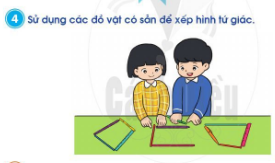 4 Sử dụng các đồ vật có sẵn để xếp hình tứ giác.